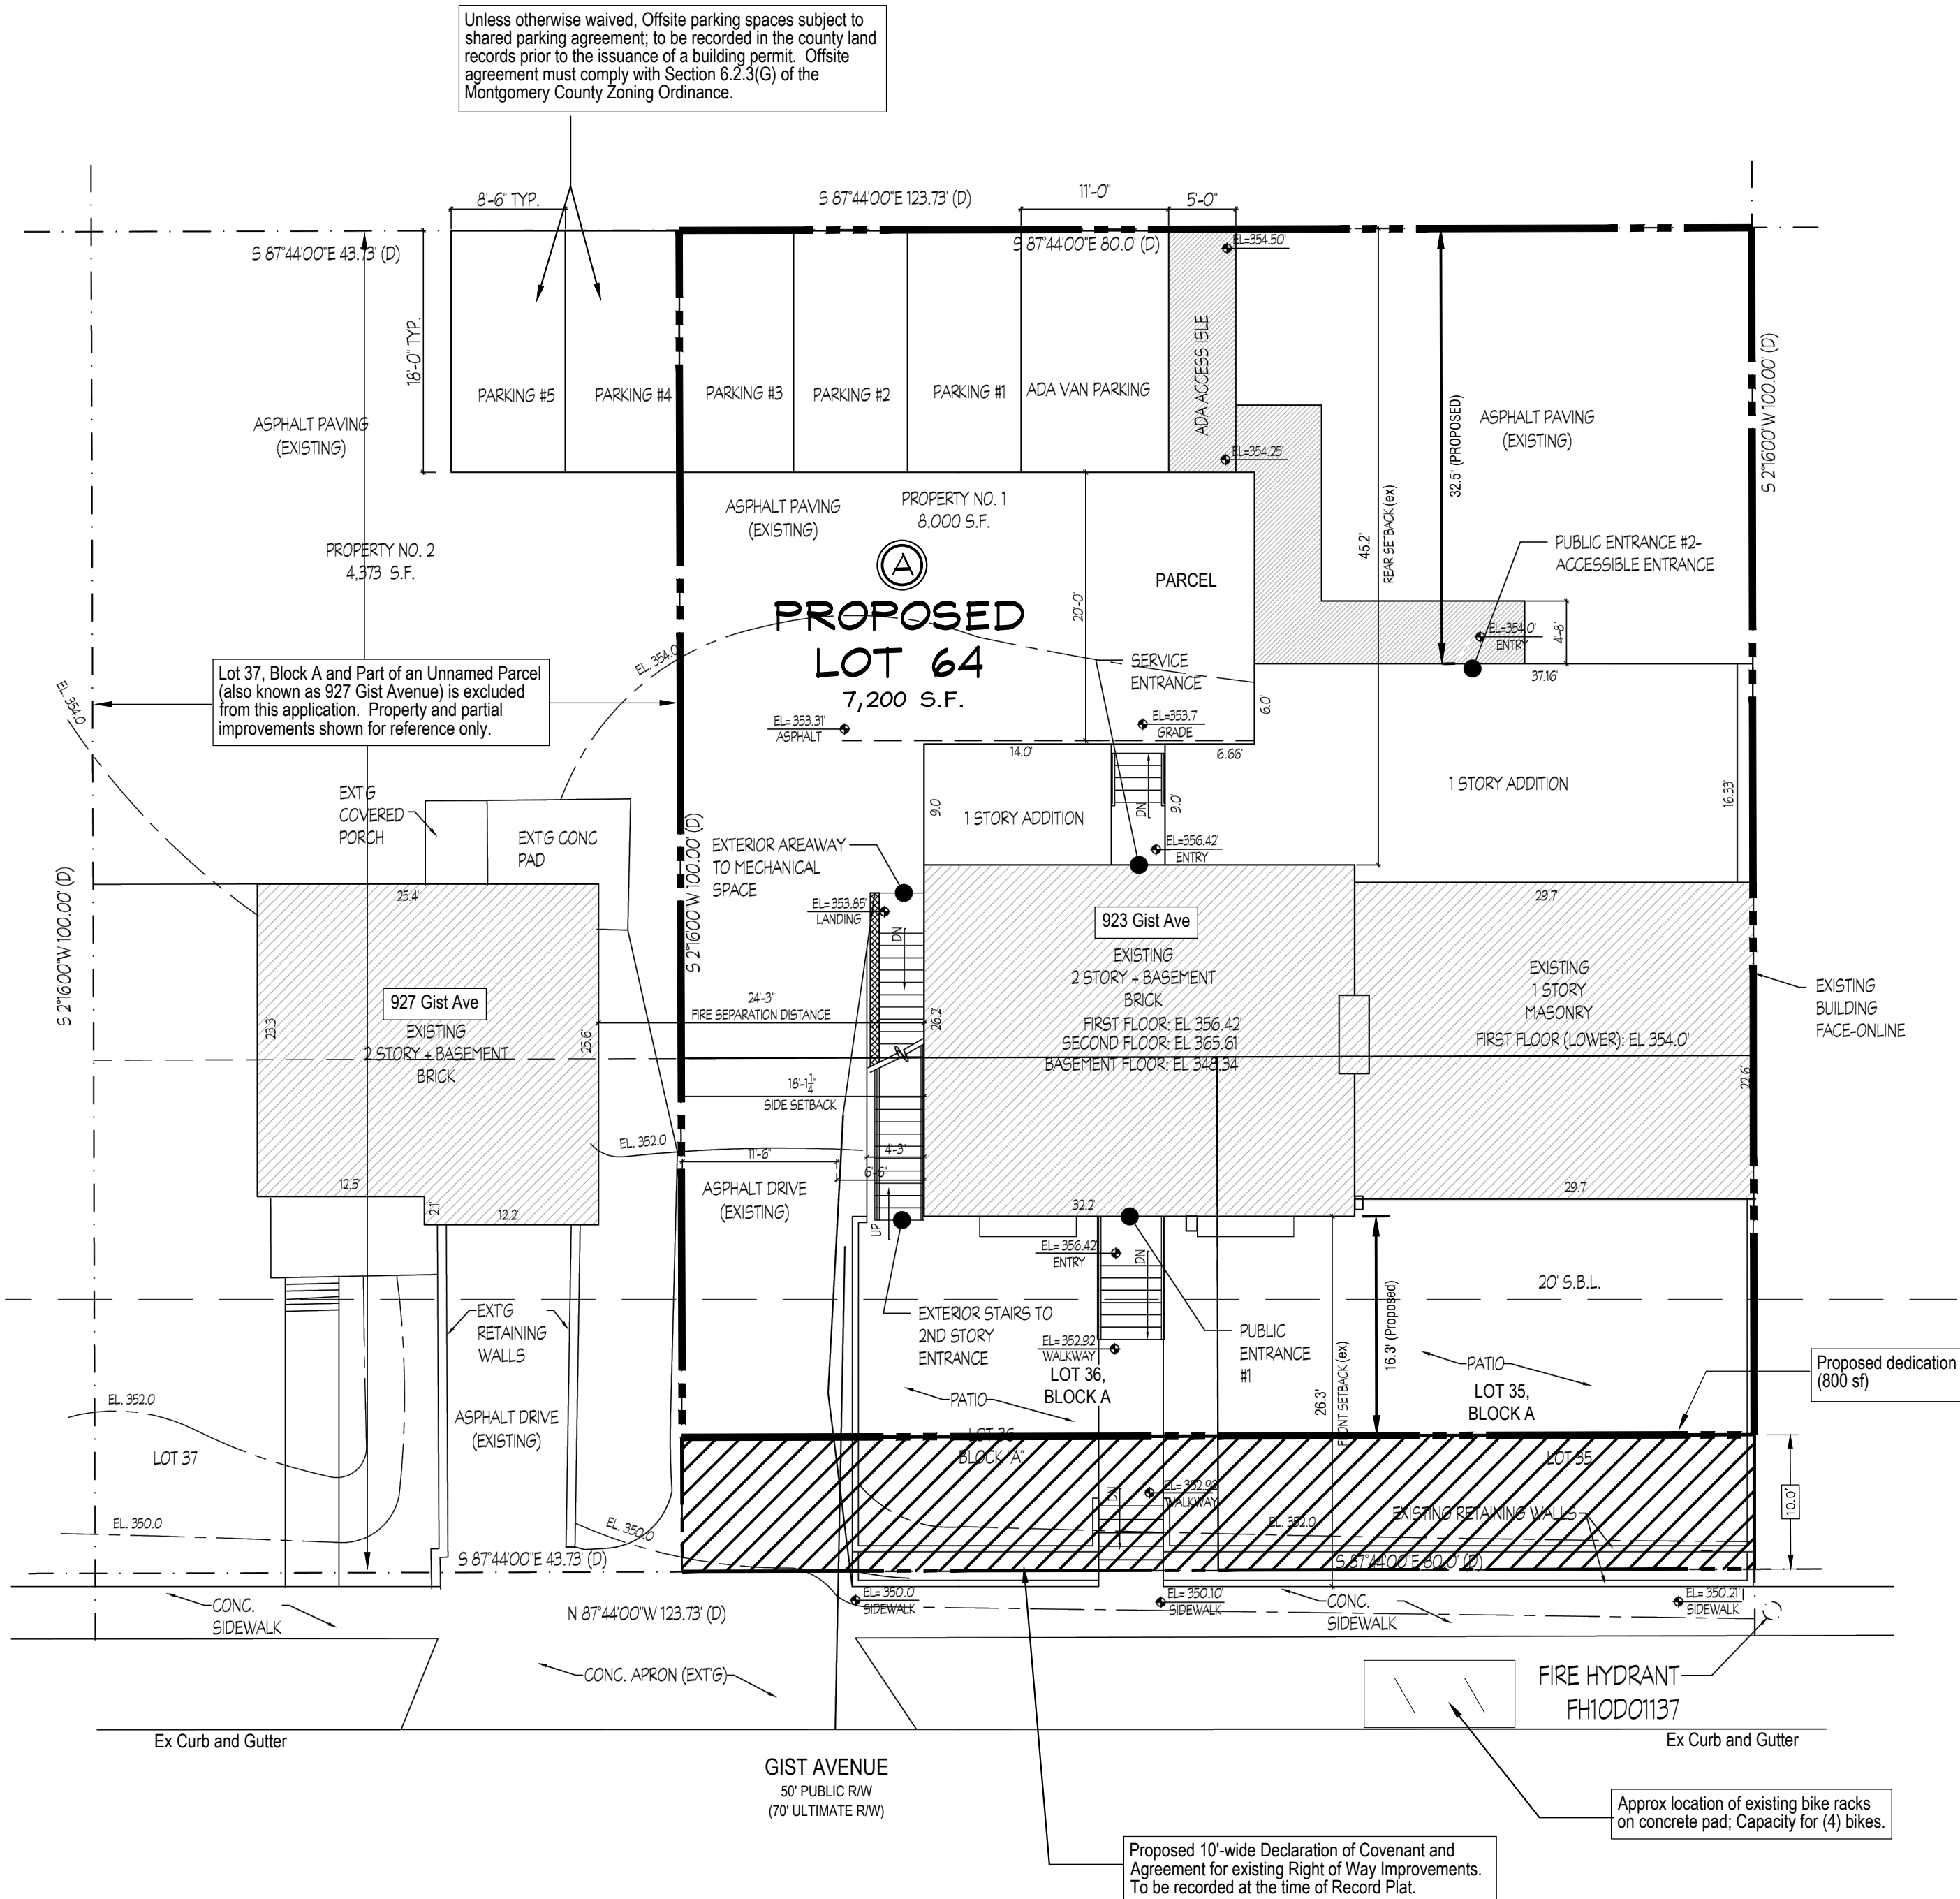 Unless otherwise waived, Offsite parking spaces subject to
shared parking agreement; to be recorded in the county land
records prior to the issuance of a building permit. Offsite
agreement must comply with Section 6.2.3(G) of the
Montgomery County Zoning Ordinance.
8'-6" TYP.
S 87°44'00"E 123.73' (D)
11'-0"
5'-0"
S 87°44'00"E 43.73' (D)
S 87°44'00"E 80.0' (D)
EL=354.50'
18'-0" TYP.
PARKING #5
PARKING #4
PARKING #3
PARKING #2
PARKING #1
ADA VAN PARKING
ADA ACCESS ISLE
EL=354.25'
ASPHALT PAVING
(EXISTING)
ASPHALT PAVING
(EXISTING)
32.5' (PROPOSED)
S 2°16'00"W 100.00' (D)
45.2'
REAR SETBACK (ex)
ASPHALT PAVING
(EXISTING)
PROPERTY NO. 1
8,000 S.F.
PROPERTY NO. 2
4,373 S.F.
A
PARCEL
PUBLIC ENTRANCE #2-
ACCESSIBLE ENTRANCE
PROPOSED
LOT 64
7,200 S.F.
20'-0"
EL=354.0'
ENTRY
4'-8"
37.16'
Lot 37, Block A and Part of an Unnamed Parcel
(also known as 927 Gist Avenue) is excluded
from this application. Property and partial
improvements shown for reference only.
EL. 354.0
EL. 354.0
SERVICE
ENTRANCE
6.0'
EL=353.31'
ASPHALT
EL=353.7
GRADE
14.0'
6.66'
1 STORY ADDITION
16.33'
EXT'G
COVERED
PORCH
EXT'G CONC
PAD
9.0'
1 STORY ADDITION
DN
9.0'
EL=356.42'
ENTRY
EXTERIOR AREAWAY
TO MECHANICAL
SPACE
S 2°16'00"W 100.00' (D)
S 2°16'00"W 100.00' (D)
EL=353.85'
LANDING
DN
25.4'
29.7
923 Gist Ave
EXISTING
2 STORY + BASEMENT
BRICK
FIRST FLOOR: EL 356.42'
SECOND FLOOR: EL 365.61'
BASEMENT FLOOR: EL 348.34'
EXISTING
1 STORY
MASONRY
FIRST FLOOR (LOWER): EL 354.0'
EXISTING
BUILDING
FACE-ONLINE
927 Gist Ave
EXISTING
2 STORY + BASEMENT
BRICK
23.3'
25.6'
24'-3"
FIRE SEPARATION DISTANCE
26.2'
18'-1 1/4"
SIDE SETBACK
22.6'
EL. 352.0
11'-6"
4'-3"
6'-6"
ASPHALT DRIVE
(EXISTING)
12.5'
2.1'
12.2'
32.2'
29.7'
UP
EL= 356.42'
ENTRY
DN
20' S.B.L.
16.3' (Proposed)
EXT'G
RETAINING
WALLS
EXTERIOR STAIRS TO
2ND STORY
ENTRANCE
EL=352.92'
WALKWAY
PUBLIC
ENTRANCE
#1
26.3'
FRONT SETBACK (ex)
PATIO
LOT 36,
BLOCK A
PATIO
LOT 35,
BLOCK A
Proposed dedication
(800 sf)
EL. 352.0
LOT 37
ASPHALT DRIVE
(EXISTING)
LOT 36
BLOCK "A"
LOT 35
DN
EL= 352.92'
WALKWAY
EL. 352.0
EXISTING RETAINING WALLS
10.0'
EL. 350.0
EL. 350.0
S 87°44'00"E 43.73' (D)
S 87°44'00"E 80.0' (D)
EL= 350.0'
SIDEWALK
EL= 350.10'
SIDEWALK
EL= 350.21'
SIDEWALK
CONC.
SIDEWALK
N 87°44'00"W 123.73' (D)
CONC.
SIDEWALK
CONC. APRON (EXT'G)
FIRE HYDRANT
FH10D01137
Ex Curb and Gutter
Ex Curb and Gutter
GIST AVENUE
50' PUBLIC R/W
(70' ULTIMATE R/W)
Approx location of existing bike racks
on concrete pad; Capacity for (4) bikes.
Proposed 10'-wide Declaration of Covenant and
Agreement for existing Right of Way Improvements.
To be recorded at the time of Record Plat.